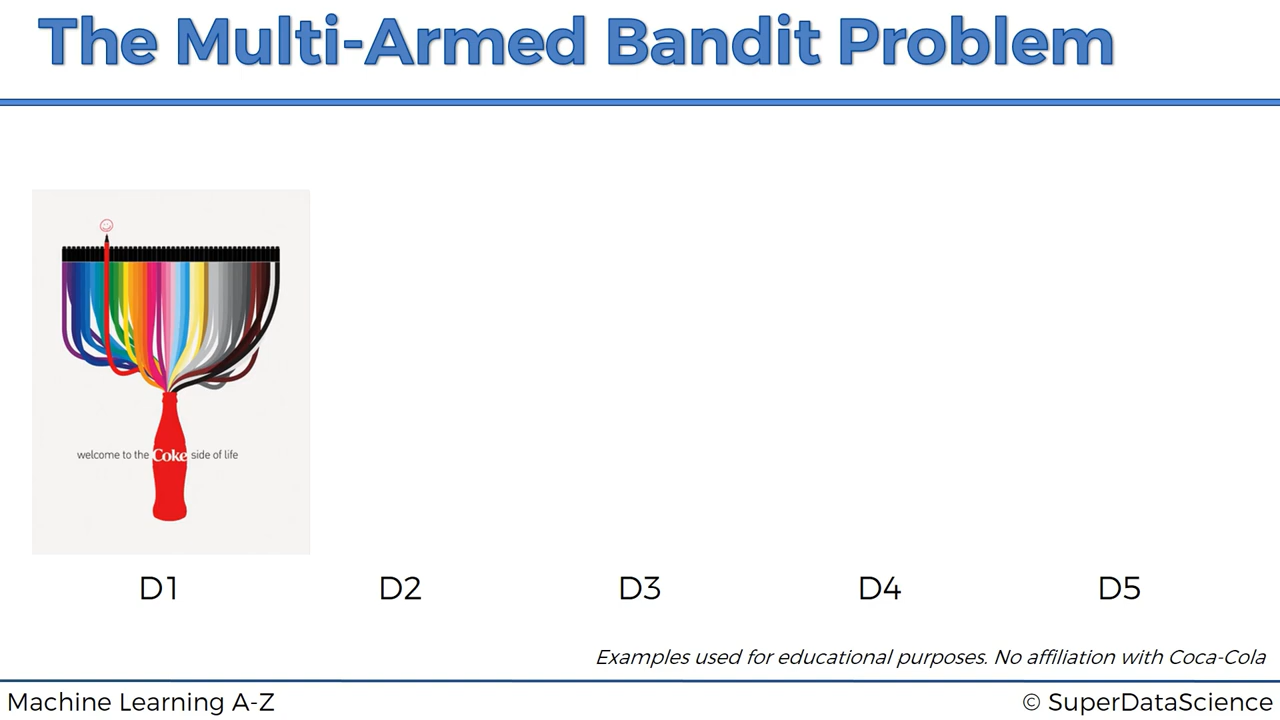 The Multi-Armed Bandit Problem
welcome to the Coke side of life
D1 D2 D3 D4 D5
Examples used for educational purposes. No affiliation with Coca-Cola
Machine Learning A-Z © SuperDataScience